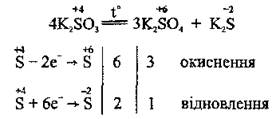 +4 t° +6 -2
4K₂SO₃ ⇌ 3K₂SO₄ + K₂S
+4 +6
S – 2e⁻ → S | 6 | 3 окиснення
+4 -2
S + 6e⁻ → S | 2 | 1 відновлення